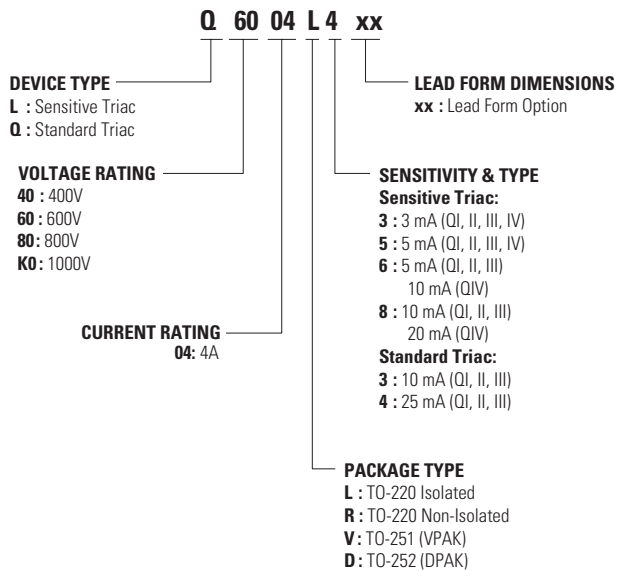 Q 60 04 L 4 xx
DEVICE TYPE
L : Sensitive Triac
Q : Standard Triac
VOLTAGE RATING
40 : 400V
60 : 600V
80 : 800V
K0 : 1000V
CURRENT RATING
04: 4A
LEAD FORM DIMENSIONS
xx : Lead Form Option
SENSITIVITY & TYPE
Sensitive Triac:
3 : 3 mA (QI, II, III, IV)
5 : 5 mA (QI, II, III, IV)
6 : 5 mA (QI, II, III)
10 mA (QIV)
8 : 10 mA (QI, II, III)
20 mA (QIV)
Standard Triac:
3 : 10 mA (QI, II, III)
4 : 25 mA (QI, II, III)
PACKAGE TYPE
L : TO-220 Isolated
R : TO-220 Non-Isolated
V : TO-251 (VPAK)
D : TO-252 (DPAK)